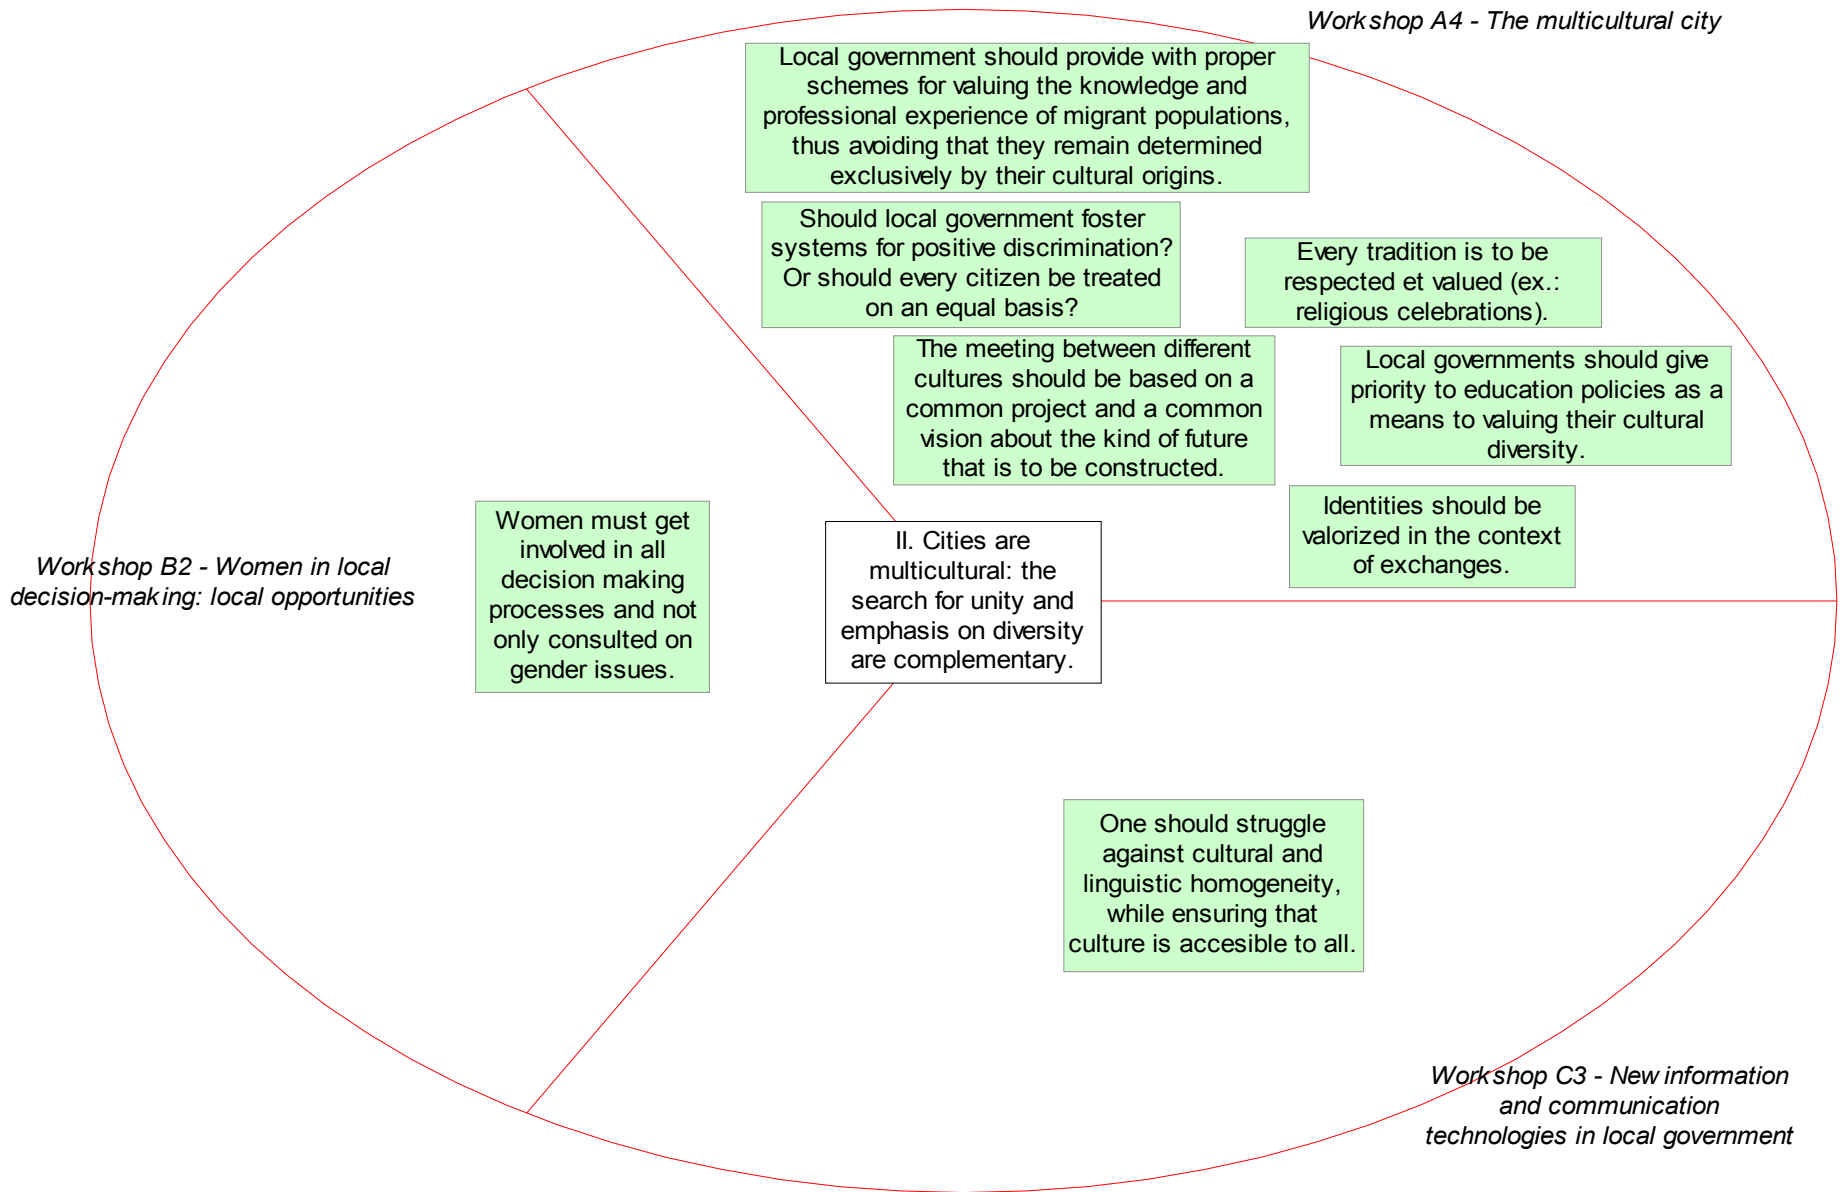 Workshop A4 - The multicultural city
Local government should provide with proper
schemes for valuing the knowledge and
professional experience of migrant populations,
thus avoiding that they remain determined
exclusively by their cultural origins.
Should local government foster
systems for positive discrimination?
Or should every citizen be treated
on an equal basis?
Every tradition is to be
respected et valued (ex.:
religious celebrations).
The meeting between different
cultures should be based on a
common project and a common
vision about the kind of future
that is to be constructed.
Local governments should give
priority to education policies as a
means to valuing their cultural
diversity.
Identities should be
valorized in the context
of exchanges.
Workshop B2 - Women in local
decision-making: local opportunities
Women must get
involved in all
decision making
processes and not
only consulted on
gender issues.
II. Cities are
multicultural: the
search for unity and
emphasis on diversity
are complementary.
One should struggle
against cultural and
linguistic homogeneity,
while ensuring that
culture is accesible to all.
Workshop C3 - New information
and communication
technologies in local government